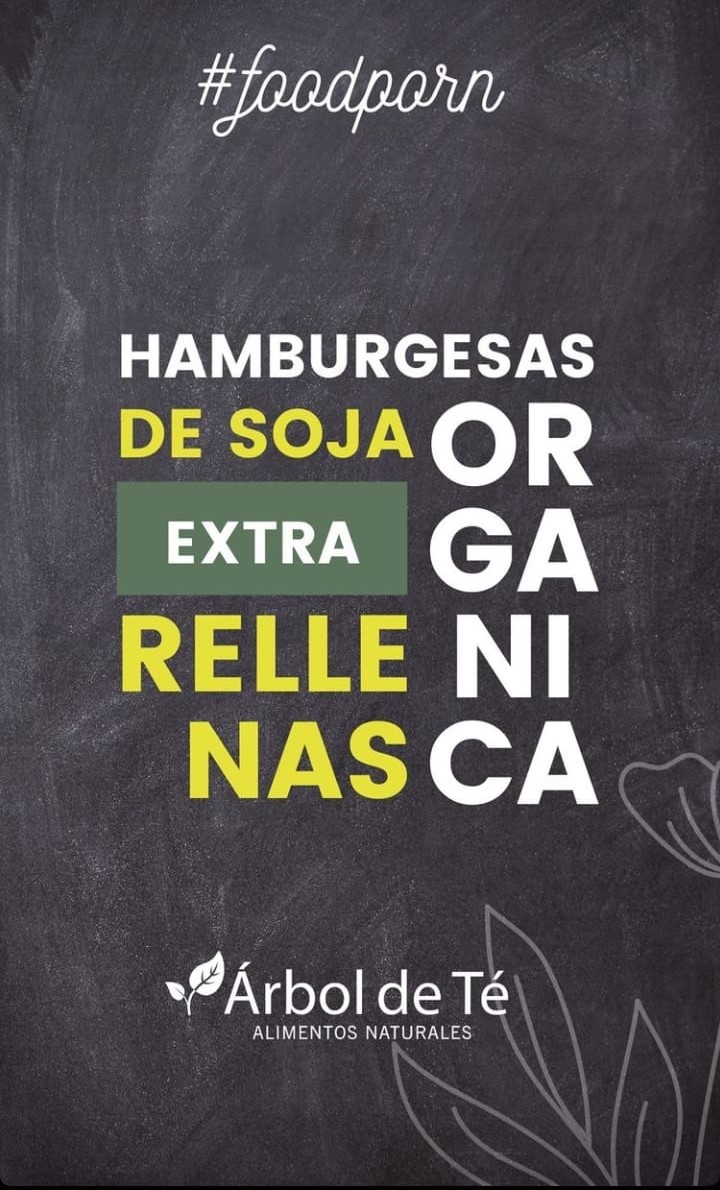 #foodporn
HAMBURGESAS
DE SOJA
EXTRA
RELLE
NAS
OR
GA
NI
CA
Árbol de Té
ALIMENTOS NATURALES